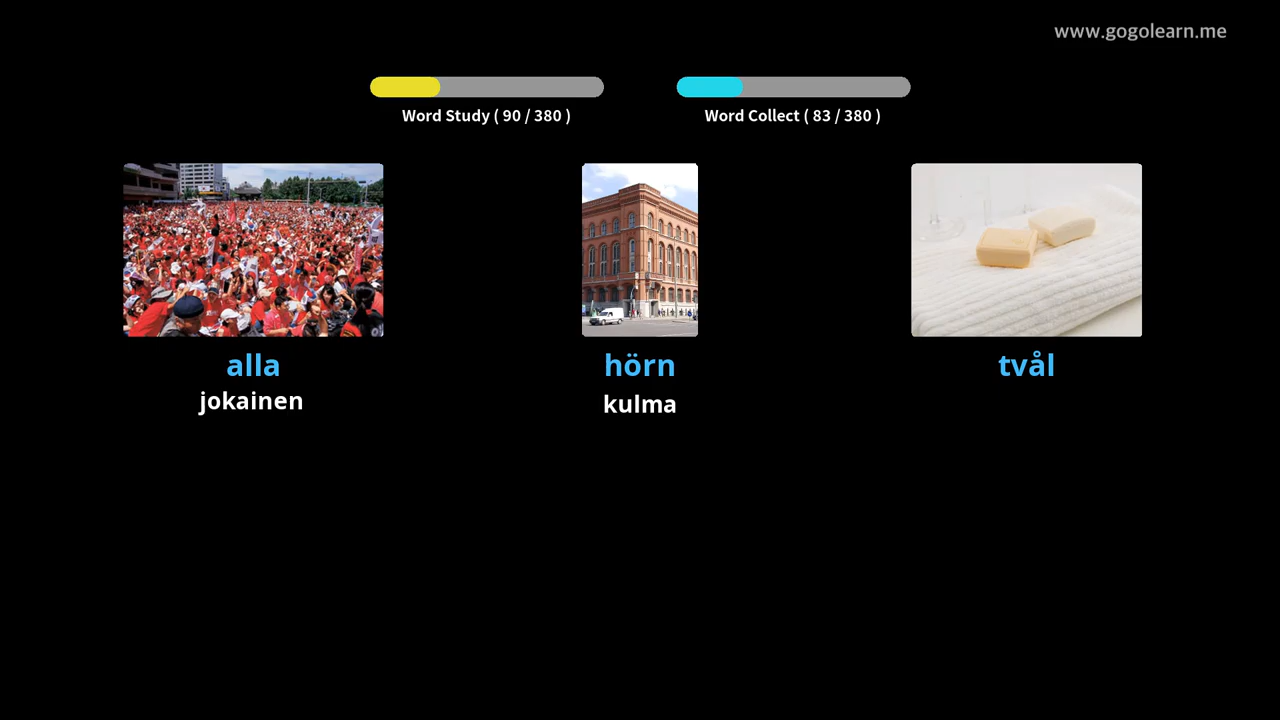 www.gogolearn.me
Word Study ( 90 / 380 )
Word Collect ( 83 / 380 )
alla
jokainen
hörn
kulma
tvål